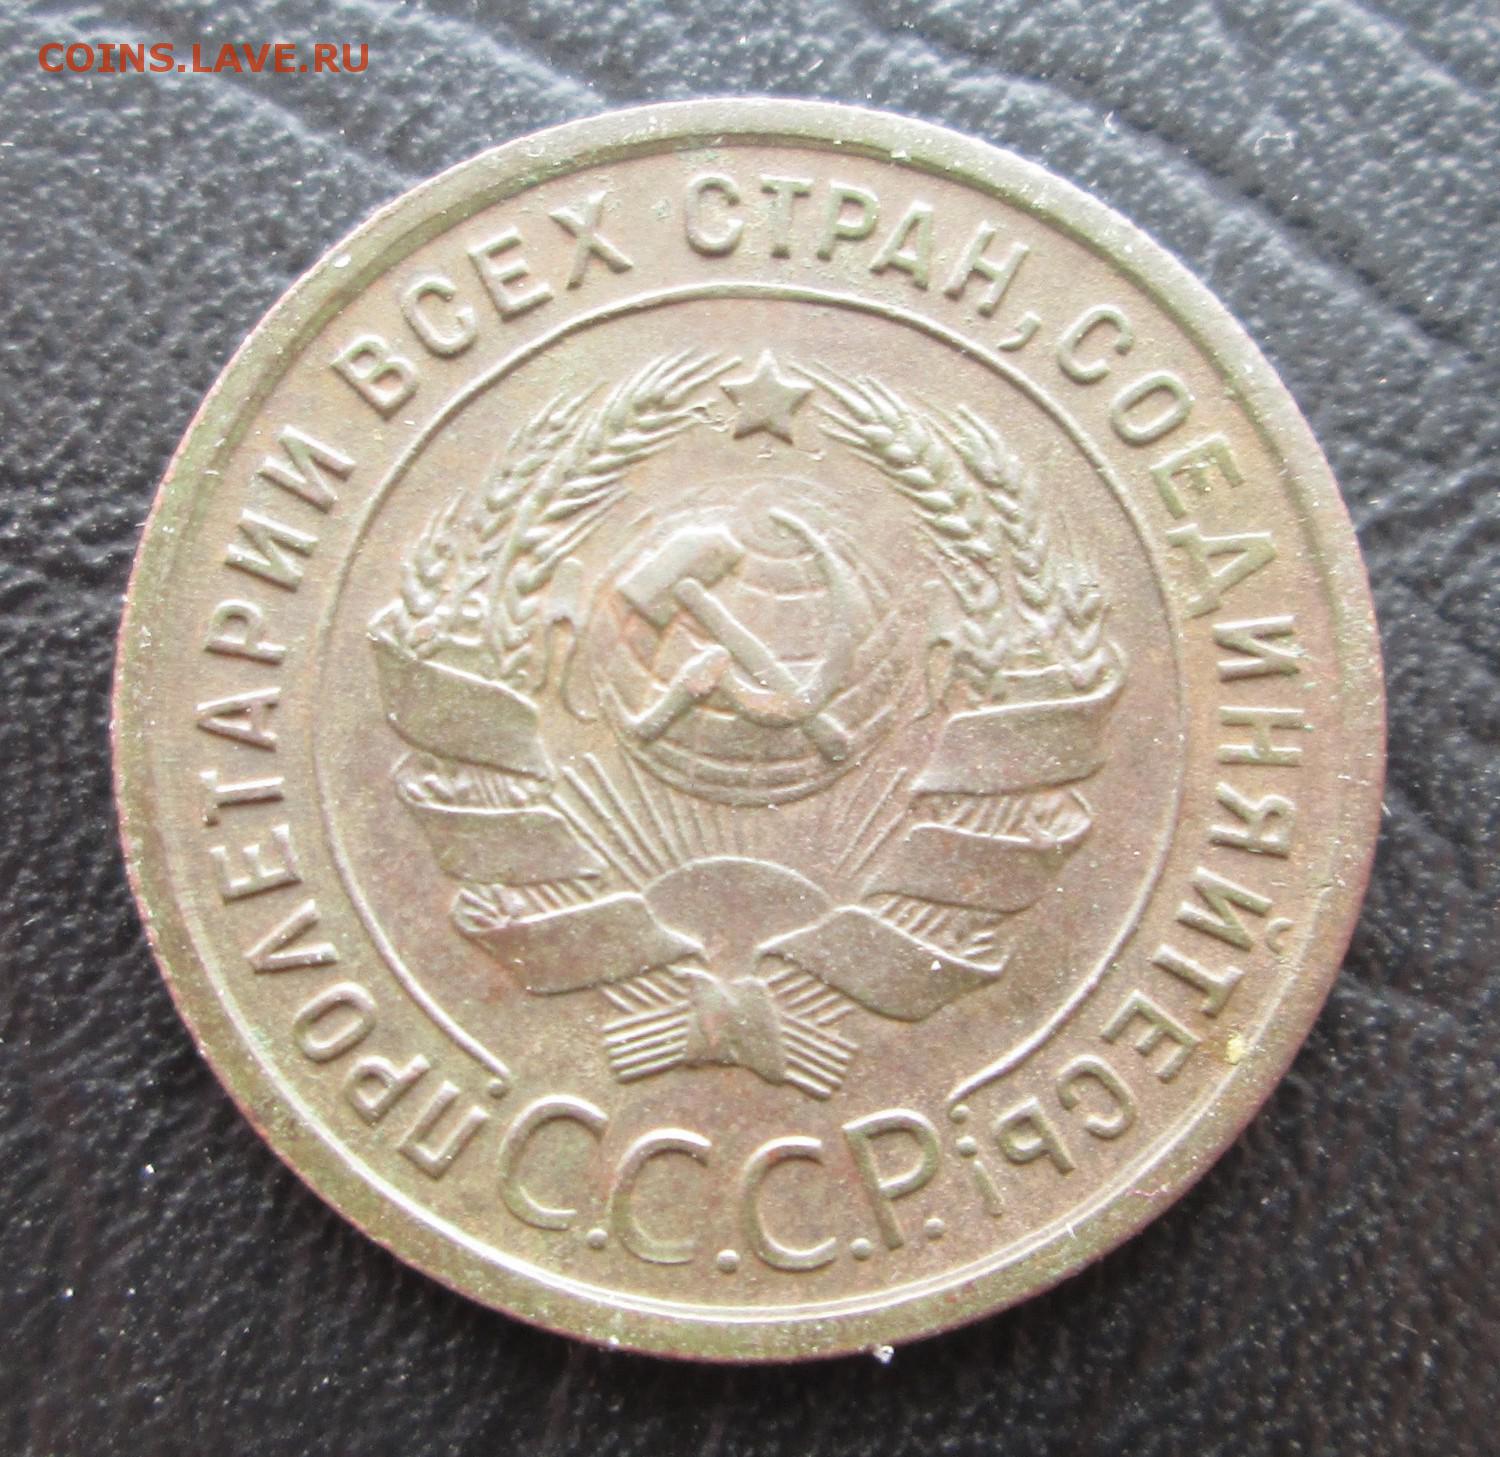 COINS.LAVE.RU
ПРОЛЕТАРИИ ВСЕХ СТРАН, СОЕДИНЯЙТЕСЬ!
С.С.С.Р.